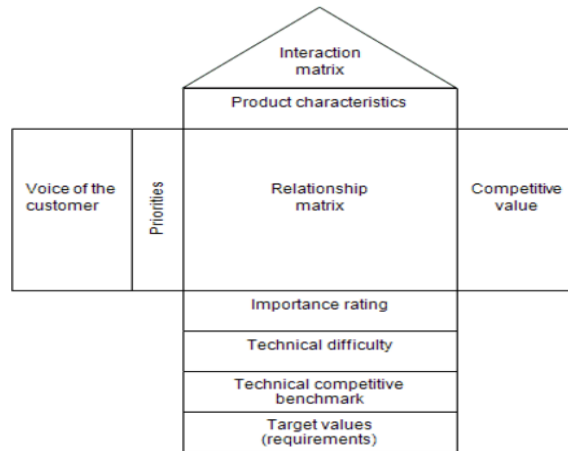 Interaction
matrix
Product characteristics
Voice of the
customer
Priorities
Relationship
matrix
Competitive
value
Importance rating
Technical difficulty
Technical competitive
benchmark
Target values
(requirements)